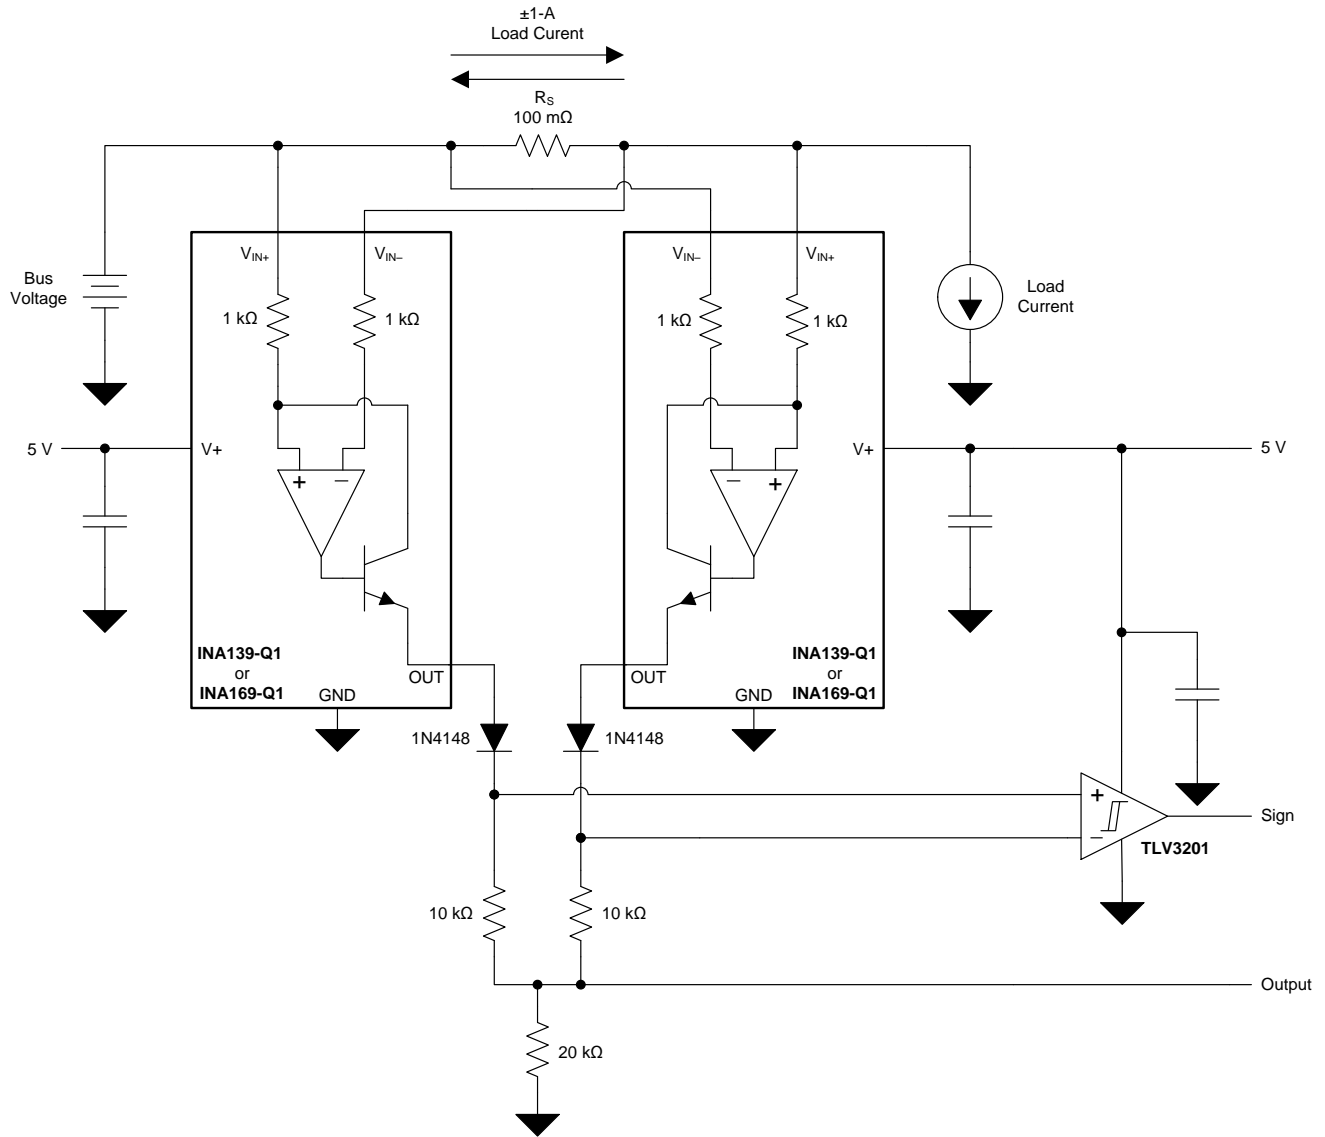 ±1-A
Load Curent
RS
100 mΩ
VIN+
VIN–
VIN–
VIN+
Bus
Voltage
1 kΩ
1 kΩ
1 kΩ
1 kΩ
Load
Current
5 V
V+
V+
5 V
+
–
–
+
INA139-Q1
or
INA169-Q1
OUT
GND
INA139-Q1
or
INA169-Q1
OUT
GND
1N4148
1N4148
+
–
TLV3201
Sign
10 kΩ
10 kΩ
Output
20 kΩ